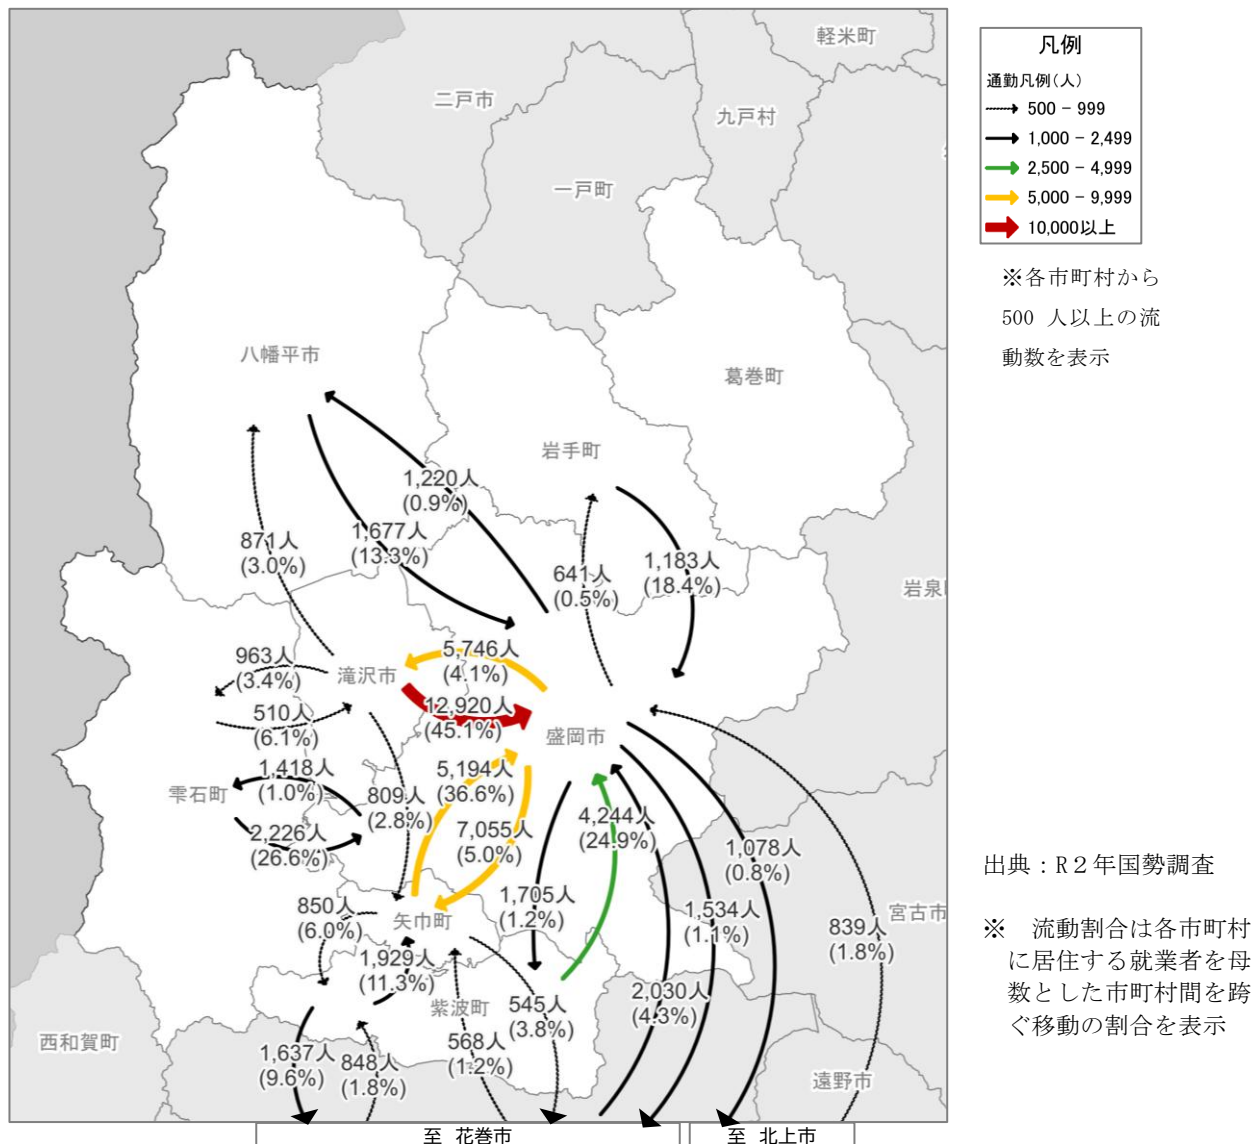 軽米町
二戸市
九戸村
一戸町
八幡平市
葛巻町
岩手町
1,220人
(0.9%)
1,677人
(13.3%)
871人
(3.0%)
641人
(0.5%)
1,183人
(18.4%)
963人
(3.4%)
滝沢市
5,746人
(4.1%)
12,920人
(45.1%)
510人
(6.1%)
盛岡市
1,418人
(1.0%)
雫石町
2,226人
(26.6%)
809人
(2.8%)
5,194人
(36.6%)
7,055人
(5.0%)
4,244人
(24.9%)
1,078人
(0.8%)
1,705人
(1.2%)
1,534人
(1.1%)
839人
(1.8%)
宮古市
850人
(6.0%)
矢巾町
1,929人
(11.3%)
紫波町
545人
(3.8%)
568人
(1.2%)
2,030人
(4.3%)
西和賀町
1,637人
(9.6%)
848人
(1.8%)
遠野市
至 花巻市
至 北上市
凡例
通勤凡例(人)
500 - 999
1,000 - 2,499
2,500 - 4,999
5,000 - 9,999
10,000以上
※各市町村から
500 人以上の流
動数を表示
出典:R2年国勢調査
※ 流動割合は各市町村
に居住する就業者を母
数とした市町村間を跨
ぐ移動の割合を表示